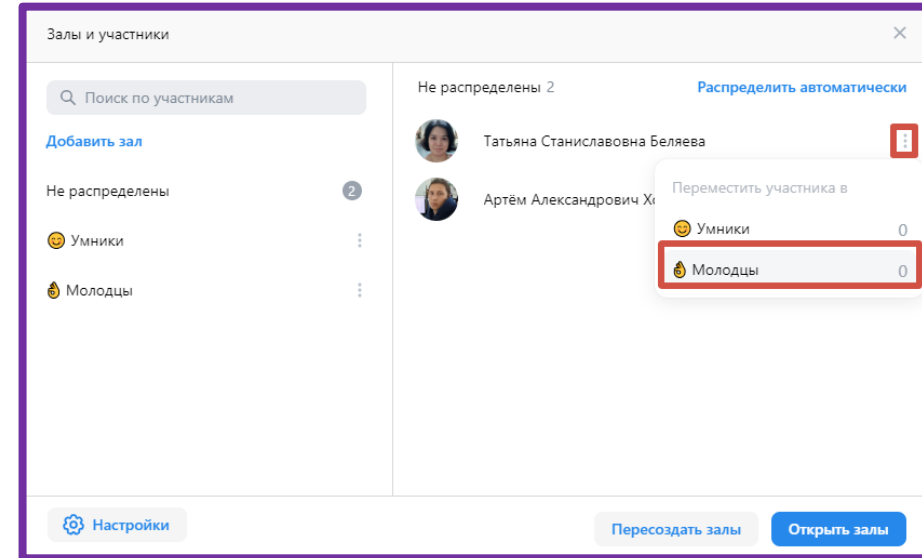 Залы и участники
Поиск по участникам
Добавить зал
Не распределены 2
Умники
Молодцы
Не распределены 2 Распределить автоматически
Татьяна Станиславовна Беляева
Артём Александрович
Переместить участника в
Умники 0
Молодцы 0
Настройки
Пересоздать залы
Открыть залы